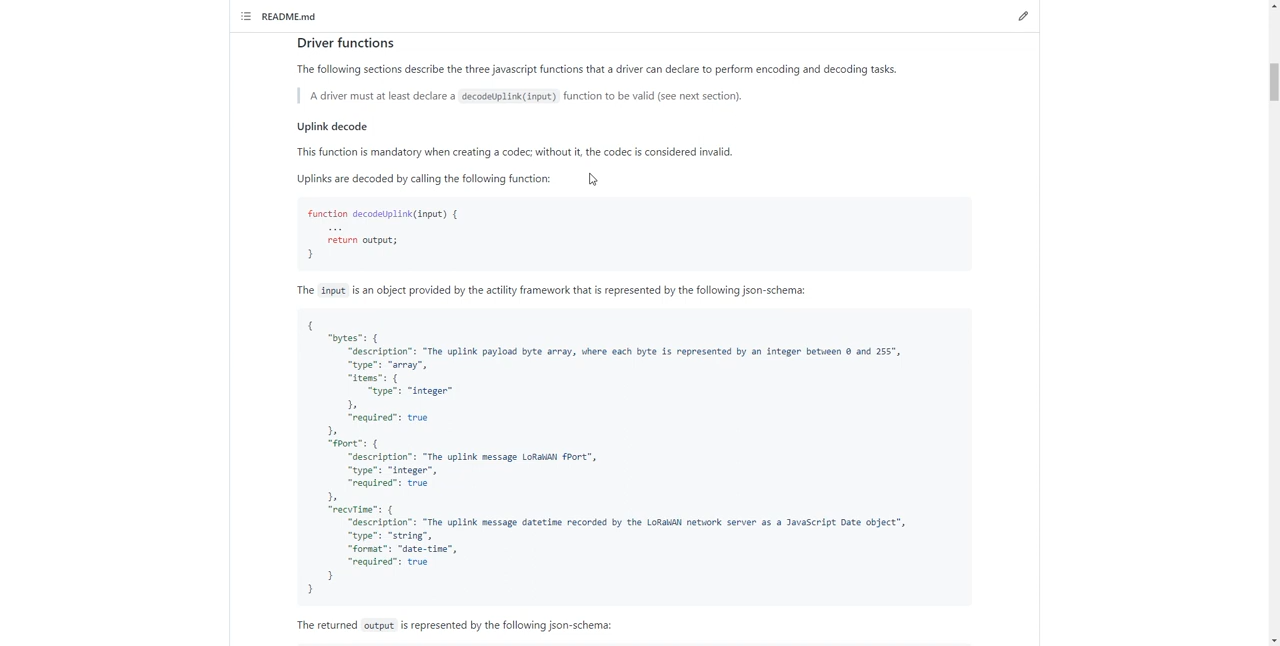 README.md
Driver functions
The following sections describe the three javascript functions that a driver can declare to perform encoding and decoding tasks.
A driver must at least declare a decodeUplink(input) function to be valid (see next section).
Uplink decode
This function is mandatory when creating a codec; without it, the codec is considered invalid.
Uplinks are decoded by calling the following function:
function decodeUplink(input) {
    ...
    return output;
}
The input is an object provided by the actility framework that is represented by the following json-schema:
{
    "bytes": {
        "description": "The uplink payload byte array, where each byte is represented by an integer between 0 and 255",
        "type": "array",
        "items": {
            "type": "integer"
        },
        "required": true
    },
    "fPort": {
        "description": "The uplink message LoRaWAN fPort",
        "type": "integer",
        "required": true
    },
    "recvTime": {
        "description": "The uplink message datetime recorded by the LoRaWAN network server as a JavaScript Date object",
        "type": "string",
        "format": "date-time",
        "required": true
    }
}
The returned output is represented by the following json-schema: